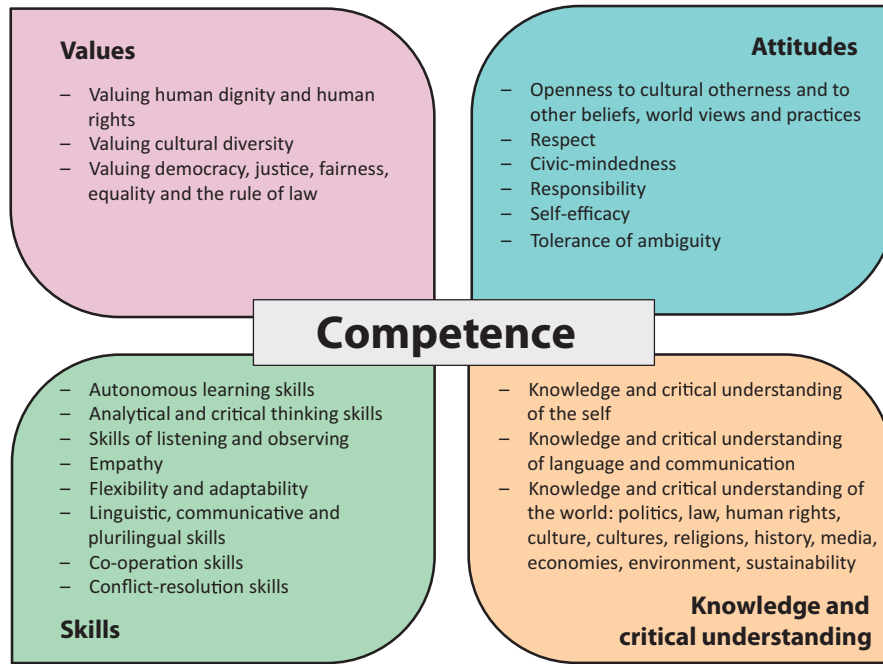 Values
– Valuing human dignity and human
rights
– Valuing cultural diversity
– Valuing democracy, justice, fairness,
equality and the rule of law
Attitudes
– Openness to cultural otherness and to
other beliefs, world views and practices
– Respect
– Civic-mindedness
– Responsibility
– Self-efficacy
– Tolerance of ambiguity
Competence
– Autonomous learning skills
– Analytical and critical thinking skills
– Skills of listening and observing
– Empathy
– Flexibility and adaptability
– Linguistic, communicative and
plurilingual skills
– Co-operation skills
– Conflict-resolution skills
Skills
– Knowledge and critical understanding
of the self
– Knowledge and critical understanding
of language and communication
– Knowledge and critical understanding of
the world: politics, law, human rights,
culture, cultures, religions, history, media,
economies, environment, sustainability
Knowledge and
critical understanding